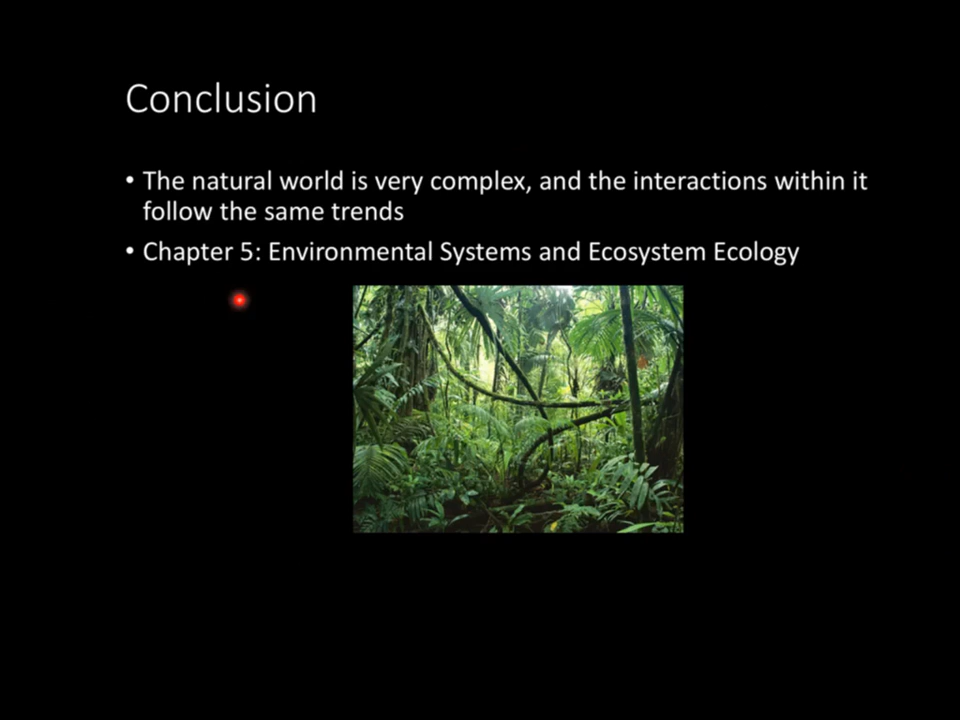 Conclusion
• The natural world is very complex, and the interactions within it
follow the same trends
• Chapter 5: Environmental Systems and Ecosystem Ecology